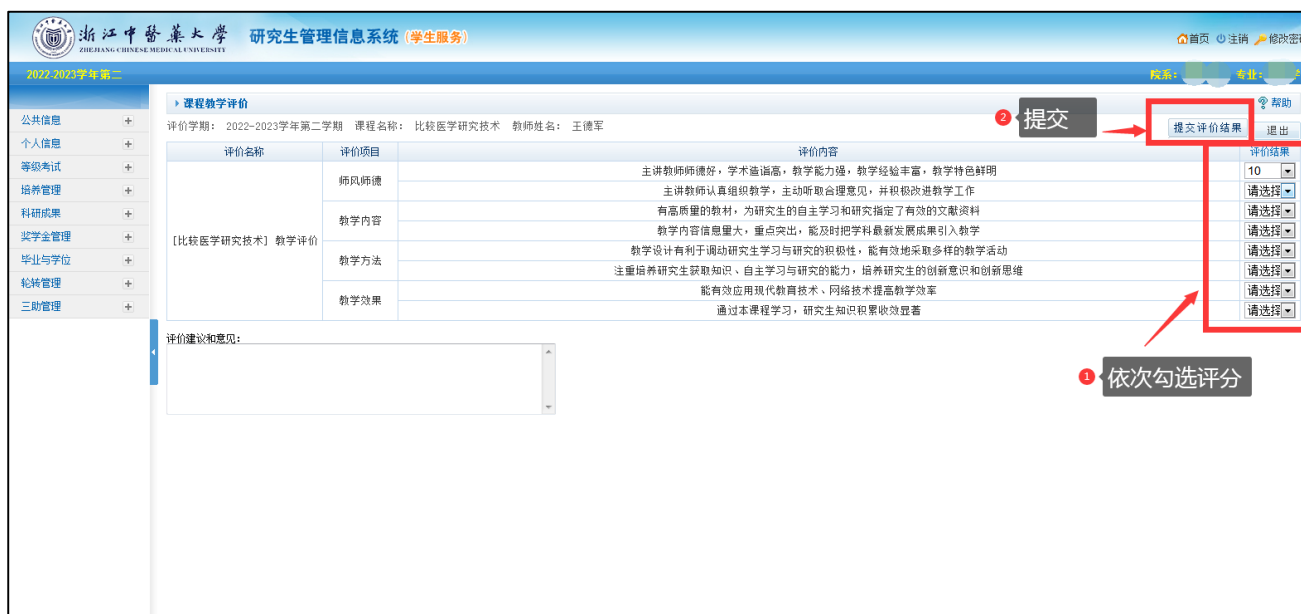 浙江中醫藥大學 研究生管理信息系统 (学生服务)
ZHEJIANG CHINESE MEDICAL UNIVERSITY
首页 注销 修改密
2022-2023学年第二 院系: 专业:
课程教学评价 帮助
评价学期: 2022-2023学年第二学期 课程名称: 比较医学研究技术 教师姓名: 王德军
2 提交
提交评价结果 退出
公共信息
个人信息
等级考试
培养管理
科研成果
奖学金管理
毕业与学位
轮转管理
三助管理
评价名称 评价项目 评价内容 评价结果
[比较医学研究技术] 教学评价
师风师德
主讲教师师德好，学术造诣高，教学能力强，教学经验丰富，教学特色鲜明 10
主讲教师认真组织教学，主动听取合理意见，并积极改进教学工作 请选择
教学内容
有高质量的教材，为研究生的自主学习和研究指定了有效的文献资料 请选择
教学内容信息量大，重点突出，能及时把学科最新发展成果引入教学 请选择
教学方法
教学设计有利于调动研究生学习与研究的积极性，能有效地采取多样的教学活动 请选择
注重培养研究生获取知识、自主学习与研究的能力，培养研究生的创新意识和创新思维 请选择
教学效果
能有效应用现代教育技术、网络技术提高教学效率 请选择
通过本课程学习，研究生知识积累收效显著 请选择
评价建议和意见:
1 依次勾选评分